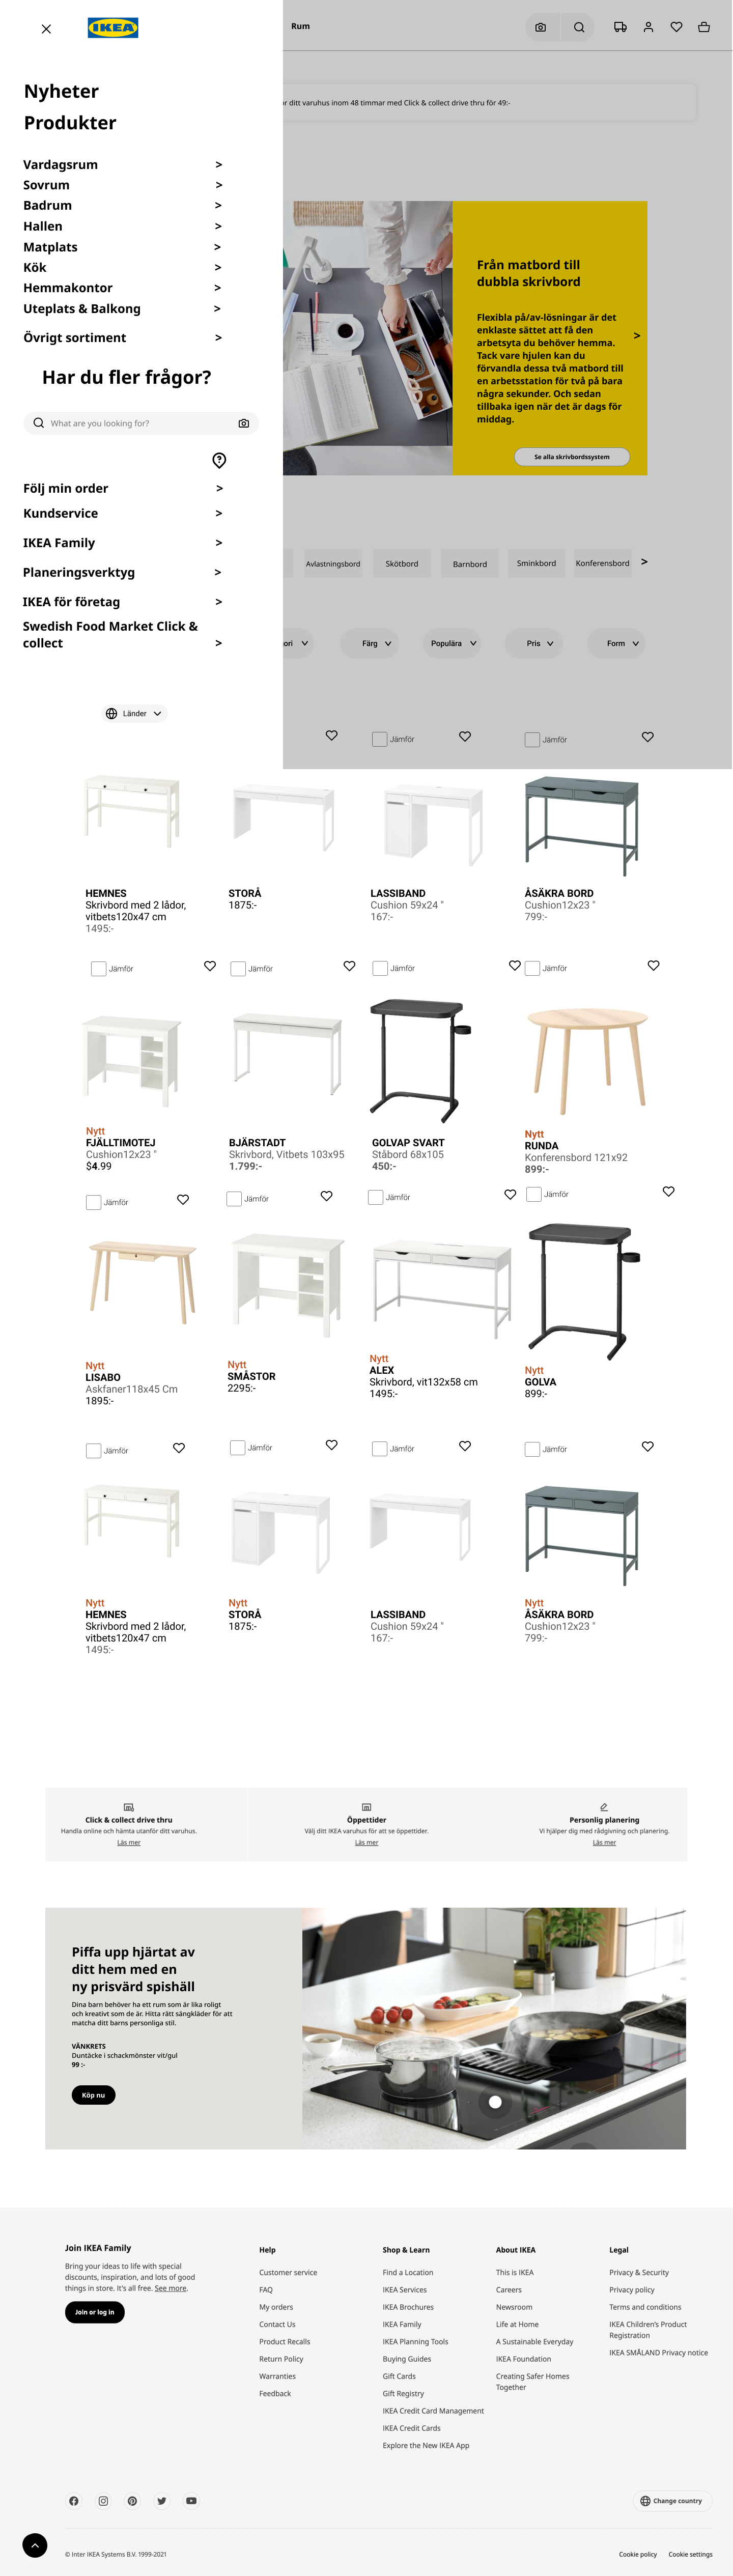 IKEA
Rum
or ditt varuhus inom 48 timmar med Click & collect drive thru för 49:-
Nyheter
Produkter
Vardagsrum >
Sovrum >
Badrum >
Hallen >
Matplats >
Kök >
Hemmakontor >
Uteplats & Balkong >
Övrigt sortiment >
Har du fler frågor?
What are you looking for?
Följ min order >
Kundservice >
IKEA Family >
Planeringsverktyg >
IKEA för företag >
Swedish Food Market Click &
collect >
Länder
Från matbord till
dubbla skrivbord
Flexibla på/av-lösningar är det
enklaste sättet att få den
arbetsyta du behöver hemma.
Tack vare hjulen kan du
förvandla dessa två matbord till
en arbetsstation för två på bara
några sekunder. Och sedan
tillbaka igen när det är dags för
middag.
>
Se alla skrivbordssystem
Avlastningsbord Skötbord Barnbord Sminkbord Konferensbord >
ori Färg Populära Pris Form
Jämför Jämför
HEMNES
Skrivbord med 2 lådor,
vitbets120x47 cm
1495:-
STORÅ
1875:-
LASSIBAND
Cushion 59x24 "
167:-
ÅSÄKRA BORD
Cushion12x23 "
799:-
Jämför Jämför Jämför Jämför
Nytt
FJÄLLTIMOTEJ
Cushion12x23 "
$4.99
BJÄRSTADT
Skrivbord, Vitbets 103x95
1.799:-
GOLVAP SVART
Ståbord 68x105
450:-
Nytt
RUNDA
Konferensbord 121x92
899:-
Jämför Jämför Jämför Jämför
Nytt
LISABO
Askfaner118x45 Cm
1895:-
Nytt
SMÅSTOR
2295:-
Nytt
ALEX
Skrivbord, vit132x58 cm
1495:-
Nytt
GOLVA
899:-
Jämför Jämför Jämför Jämför
Nytt
HEMNES
Skrivbord med 2 lådor,
vitbets120x47 cm
1495:-
Nytt
STORÅ
1875:-
LASSIBAND
Cushion 59x24 "
167:-
Nytt
ÅSÄKRA BORD
Cushion12x23 "
799:-
Click & collect drive thru
Handla online och hämta utanför ditt varuhus.
Läs mer
Öppettider
Välj ditt IKEA varuhus för att se öppettider.
Läs mer
Personlig planering
Vi hjälper dig med rådgivning och planering.
Läs mer
Piffa upp hjärtat av
ditt hem med en
ny prisvärd spishäll
Dina barn behöver ha ett rum som är lika roligt
och kreativt som de är. Hitta rätt sängkläder för att
matcha ditt barns personliga stil.
VÄNKRETS
Duntäcke i schackmönster vit/gul
99 :-
Köp nu
Join IKEA Family
Bring your ideas to life with special
discounts, inspiration, and lots of good
things in store. It's all free. See more.
Join or log in
Help
Customer service
FAQ
My orders
Contact Us
Product Recalls
Return Policy
Warranties
Feedback
Shop & Learn
Find a Location
IKEA Services
IKEA Brochures
IKEA Family
IKEA Planning Tools
Buying Guides
Gift Cards
Gift Registry
IKEA Credit Card Management
IKEA Credit Cards
Explore the New IKEA App
About IKEA
This is IKEA
Careers
Newsroom
Life at Home
A Sustainable Everyday
IKEA Foundation
Creating Safer Homes
Together
Legal
Privacy & Security
Privacy policy
Terms and conditions
IKEA Children's Product
Registration
IKEA SMÅLAND Privacy notice
Change country
© Inter IKEA Systems B.V. 1999-2021
Cookie policy Cookie settings